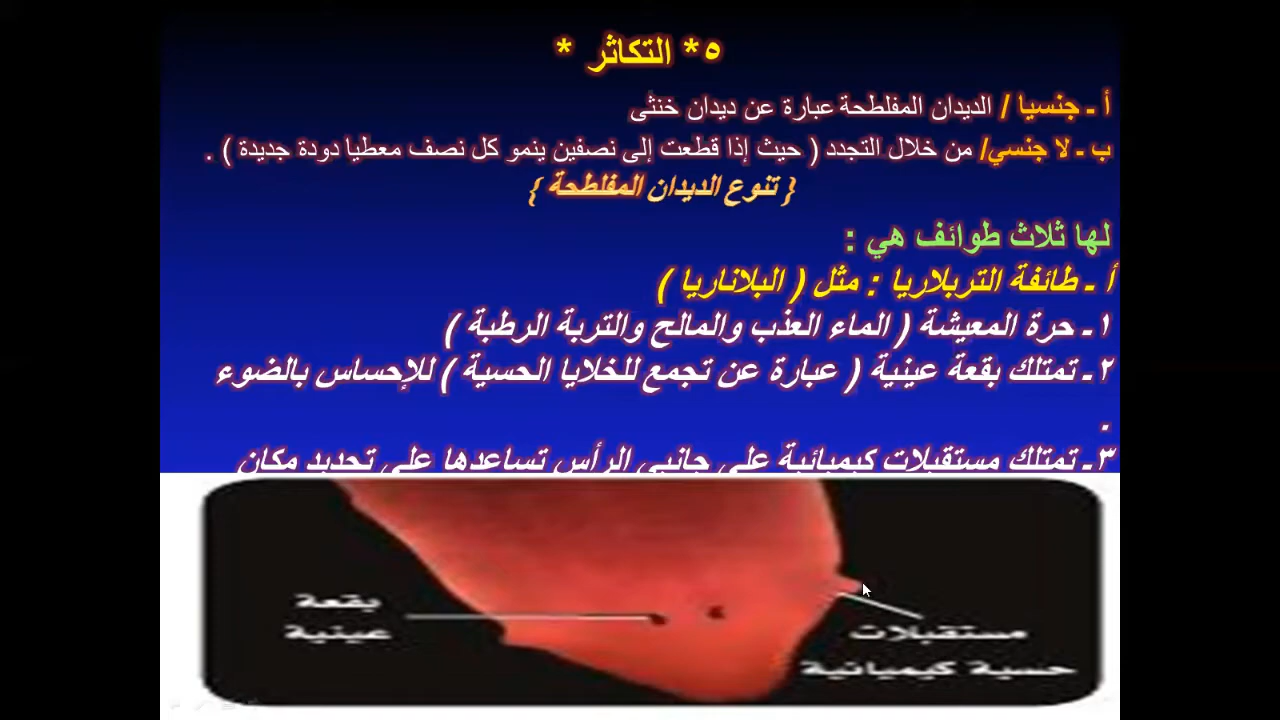 ٥* التكاثر *
أ ـ جنسيا / الديدان المفلطحة عبارة عن ديدان خنثى
ب ـ لا جنسي/ من خلال التجدد ( حيث إذا قطعت إلى نصفين ينمو كل نصف معطيا دودة جديدة ) .
{ تنوع الديدان المفلطحة }
لها ثلاث طوائف هي :
أ ـ طائفة التربلاريا : مثل ( البلاناريا )
١ ـ حرة المعيشة ( الماء العذب والمالح والتربة الرطبة )
٢ ـ تمتلك بقعة عينية ( عبارة عن تجمع للخلايا الحسية ) للإحساس بالضوء
.
٣ـ تمتلك مستقبلات كيميائية على جانبي الرأس تساعدها على تحديد مكان
بقعة
عينية
مستقبلات
حسية كيميائية